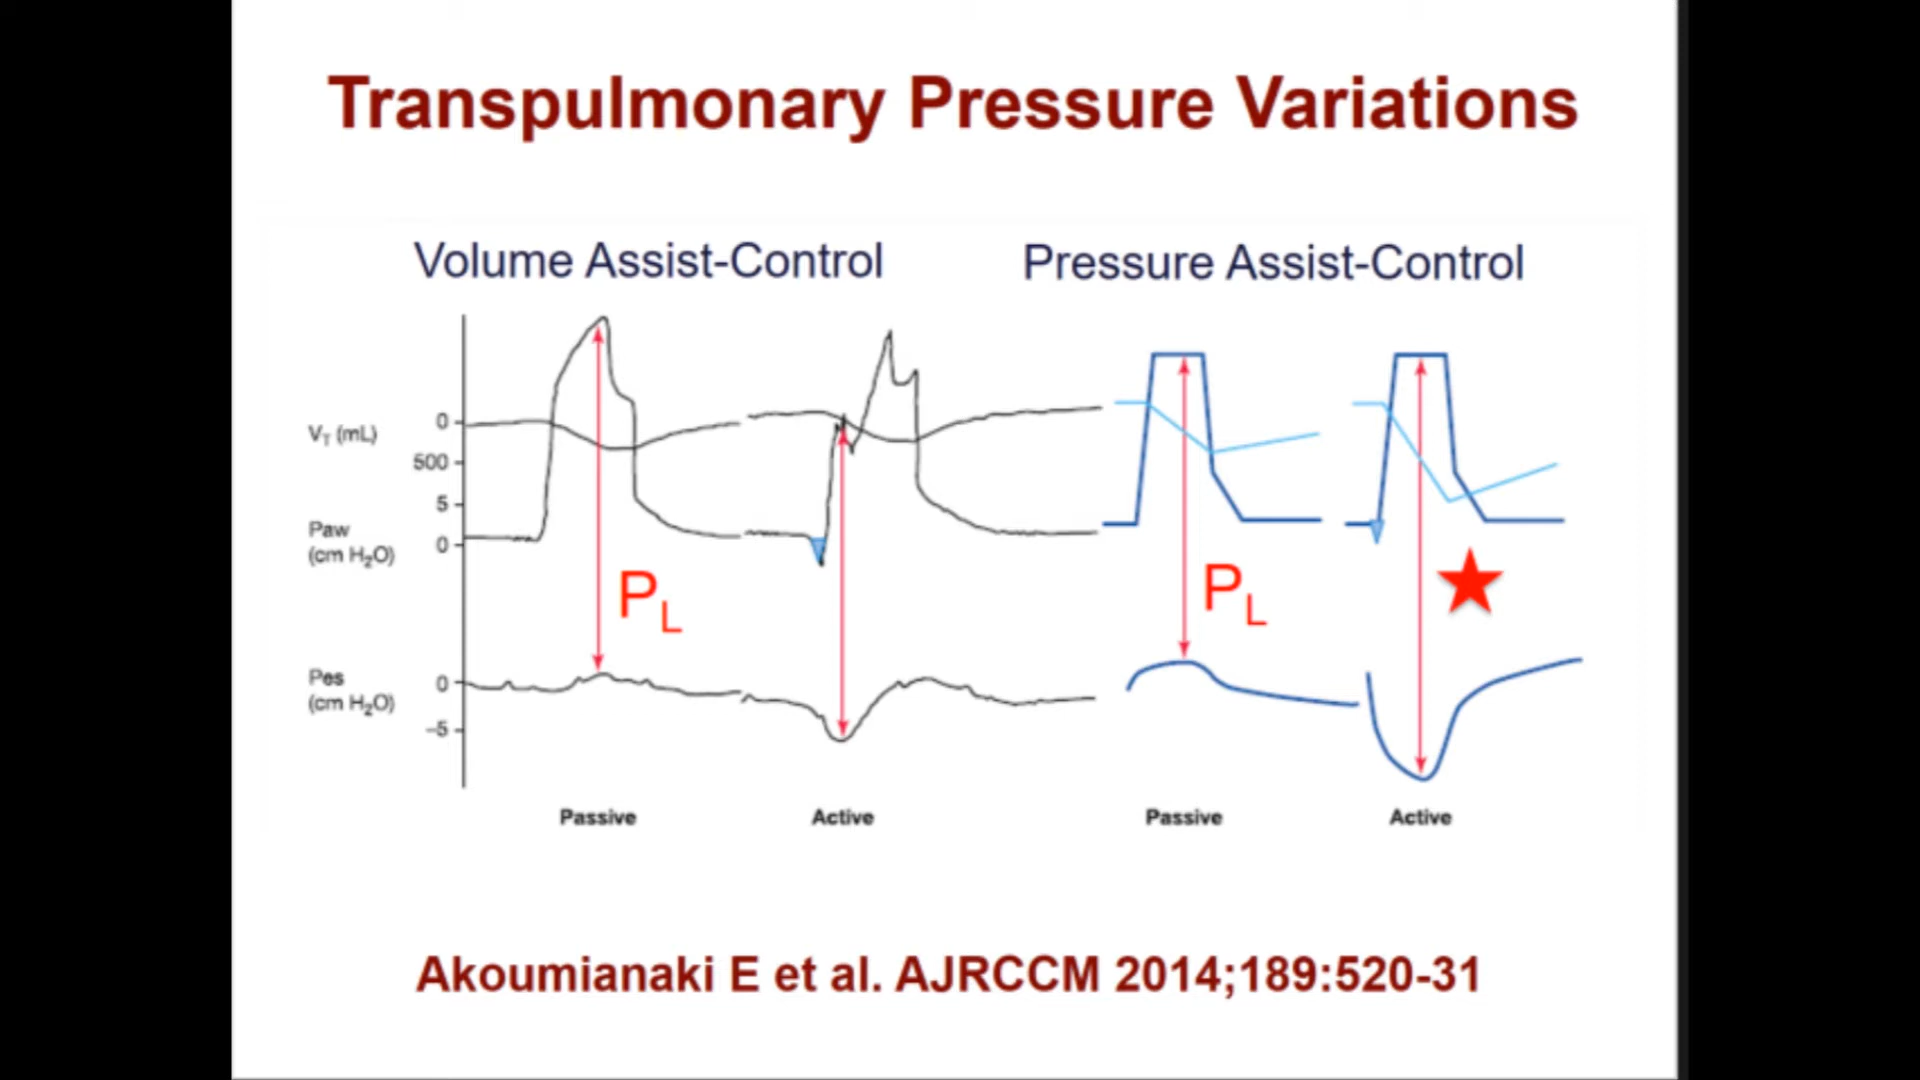 Transpulmonary Pressure Variations
Volume Assist-Control
Pressure Assist-Control
VT (mL)
0
500
5
Paw
(cm H2O)
0
PL
PL
Pes
(cm H2O)
0
–5
Passive
Active
Passive
Active
Akoumianaki E et al. AJRCCM 2014;189:520-31